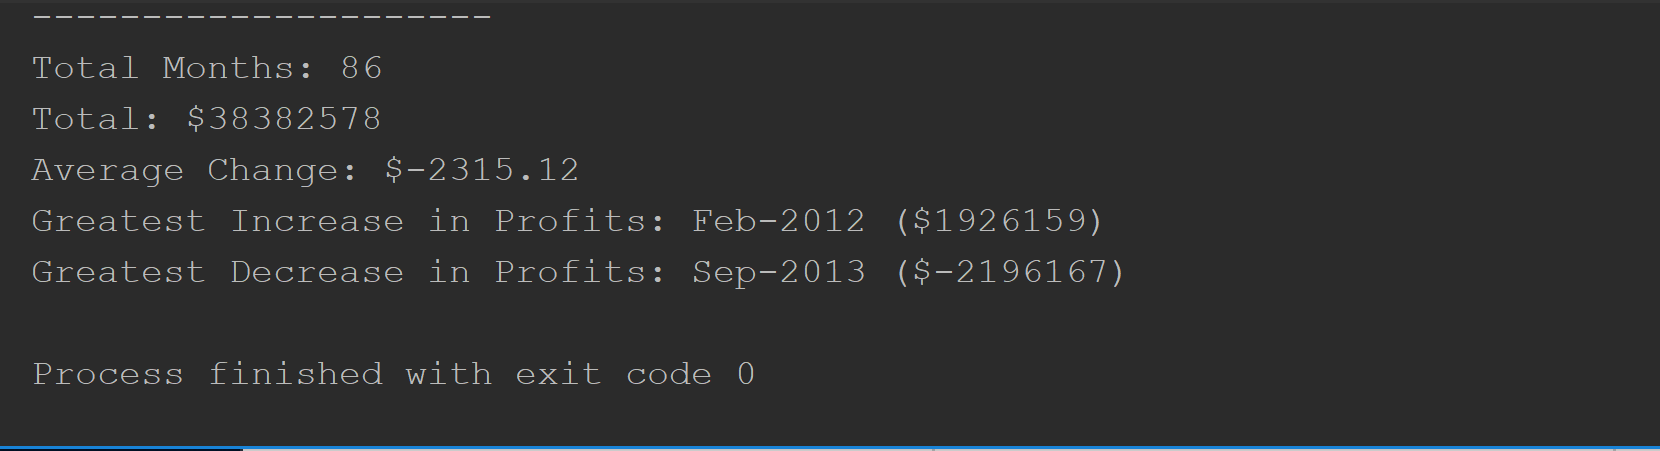 ---------------------
Total Months: 86
Total: $38382578
Average Change: $-2315.12
Greatest Increase in Profits: Feb-2012 ($1926159)
Greatest Decrease in Profits: Sep-2013 ($-2196167)
Process finished with exit code 0